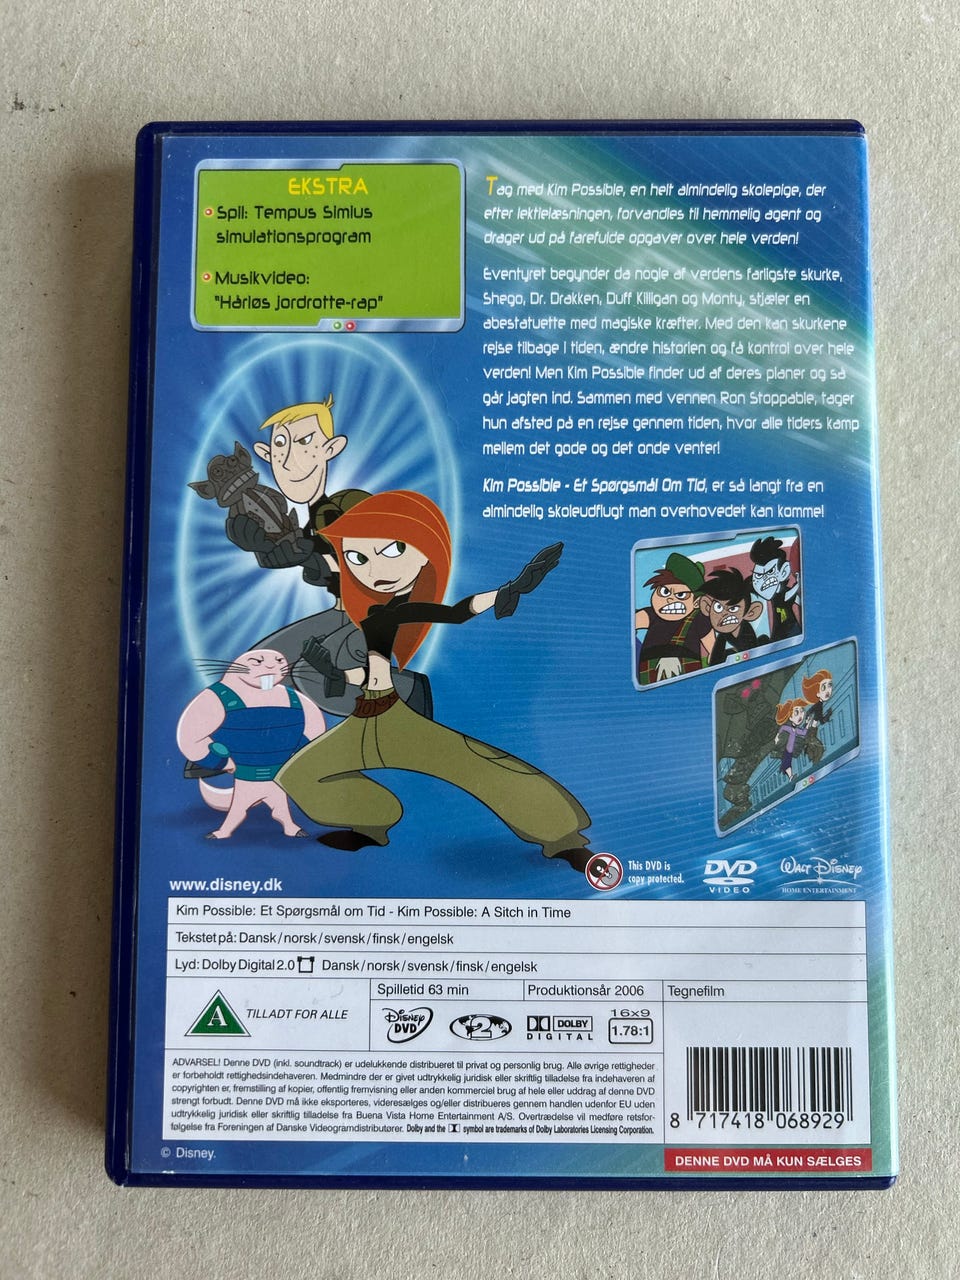 EKSTRA
Spil: Tempus Simius
simulationsprogram
Musikvideo:
"Hårløs jordrotte-rap"
Tag med Kim Possible, en helt almindelig skolepige, der
efter lektielæsningen, forvandles til hemmelig agent og
drager ud på farefulde opgaver over hele verden!
Eventyret begynder da nogle af verdens farligste skurke,
Shego, Dr. Drakken, Duff Killigan og Monty, stjæler en
abestatuette med magiske kræfter. Med den kan skurkene
rejse tilbage i tiden, ændre historien og få kontrol over hele
verden! Men Kim Possible finder ud af deres planer og så
går jagten ind. Sammen med vennen Ron Stoppable, tager
hun afsted på en rejse gennem tiden, hvor alle tiders kamp
mellem det gode og det onde venter!
Kim Possible - Et Spørgsmål Om Tid, er så langt fra en
almindelig skoleudflugt man overhovedet kan komme!
This DVD is
copy protected.
DVD
VIDEO
Walt Disney
HOME ENTERTAINMENT
www.disney.dk
Kim Possible: Et Spørgsmål om Tid - Kim Possible: A Sitch in Time
Tekstet på: Dansk/norsk/svensk/finsk/engelsk
Lyd: Dolby Digital 2.0 Dansk/norsk/svensk/finsk/engelsk
A TILLADT FOR ALLE
Spilletid 63 min
Produktionsår 2006
Tegnefilm
Disney
DVD
2
DOLBY
DIGITAL
16x9
1.78:1
ADVARSEL! Denne DVD (inkl. soundtrack) er udelukkende distribueret til privat og personlig brug. Alle øvrige rettigheder
er forbeholdt rettighedsindehaveren. Medmindre der er givet udtrykkelig juridisk eller skriftlig tilladelse fra indehaveren af
copyrighten er, fremstilling af kopier, offentlig fremvisning eller anden kommerciel brug af hele eller uddrag af denne DVD
strengt forbudt. Denne DVD må ikke eksporteres, videresælges og/eller distribueres gennem handlen udenfor EU uden
udtrykkelig juridisk eller skriftlig tilladelse fra Buena Vista Home Entertainment A/S. Overtrædelse vil medføre retsfor-
følgelse fra Foreningen af Danske Videogramdistributører. Dolby and the symbol are trademarks of Dolby Laboratories Licensing Corporation.
8 717418 068929
© Disney.
DENNE DVD MÅ KUN SÆLGES